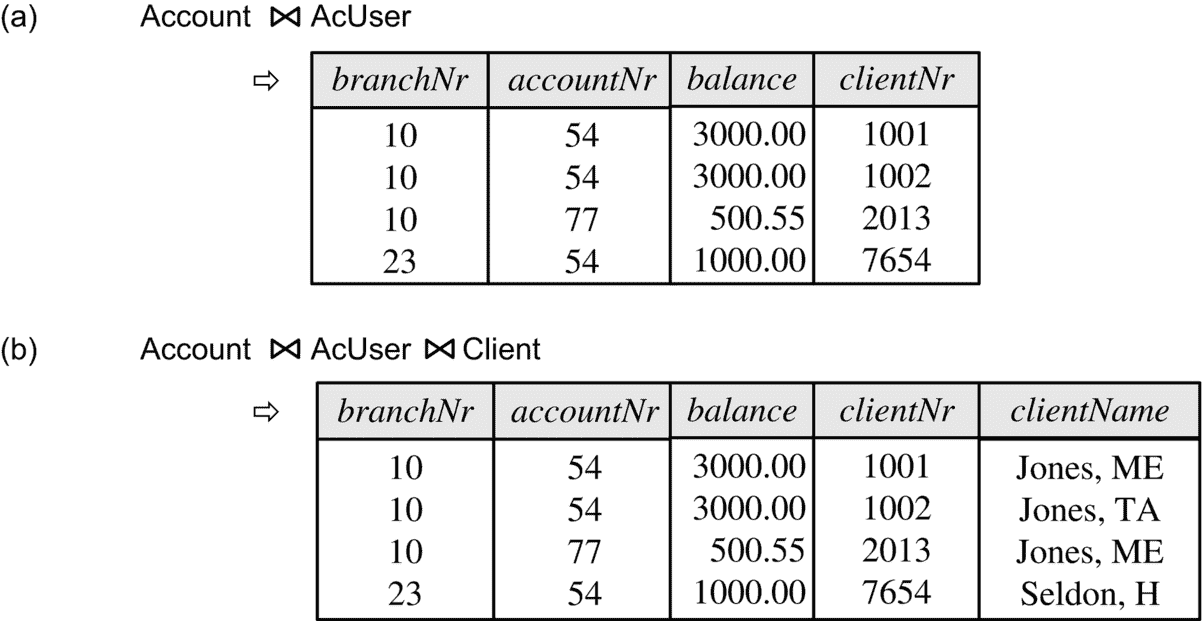 (a) Account ⋈ AcUser
⇨ branchNr accountNr balance clientNr
10 54 3000.00 1001
10 54 3000.00 1002
10 77 500.55 2013
23 54 1000.00 7654
(b) Account ⋈ AcUser ⋈ Client
⇨ branchNr accountNr balance clientNr clientName
10 54 3000.00 1001 Jones, ME
10 54 3000.00 1002 Jones, TA
10 77 500.55 2013 Jones, ME
23 54 1000.00 7654 Seldon, H